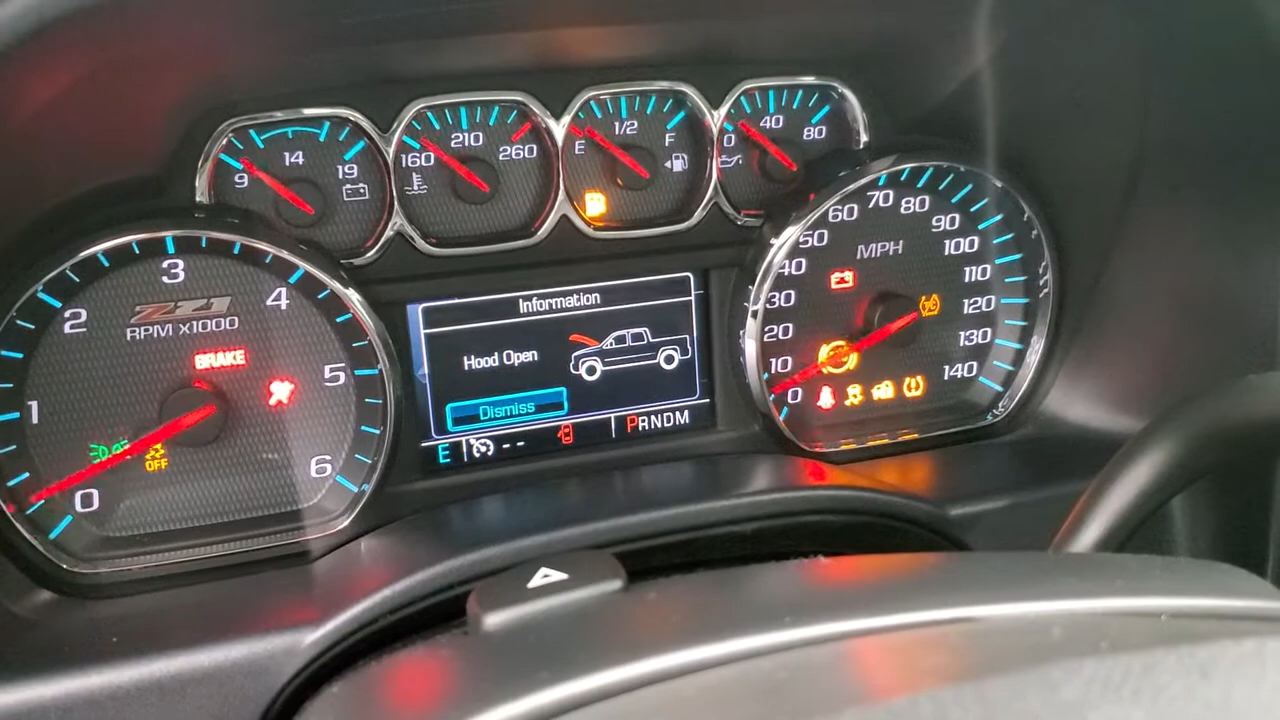 14
9
19
210
160
260
1/2
E
F
40
0
80
3
2
4
Z71
RPM X1000
BRAKE
1
5
OFF
0
6
Information
Hood Open
Dismiss
E
--
PRNDM
70
60
80
50
90
MPH
40
100
30
110
120
20
130
10
140
0